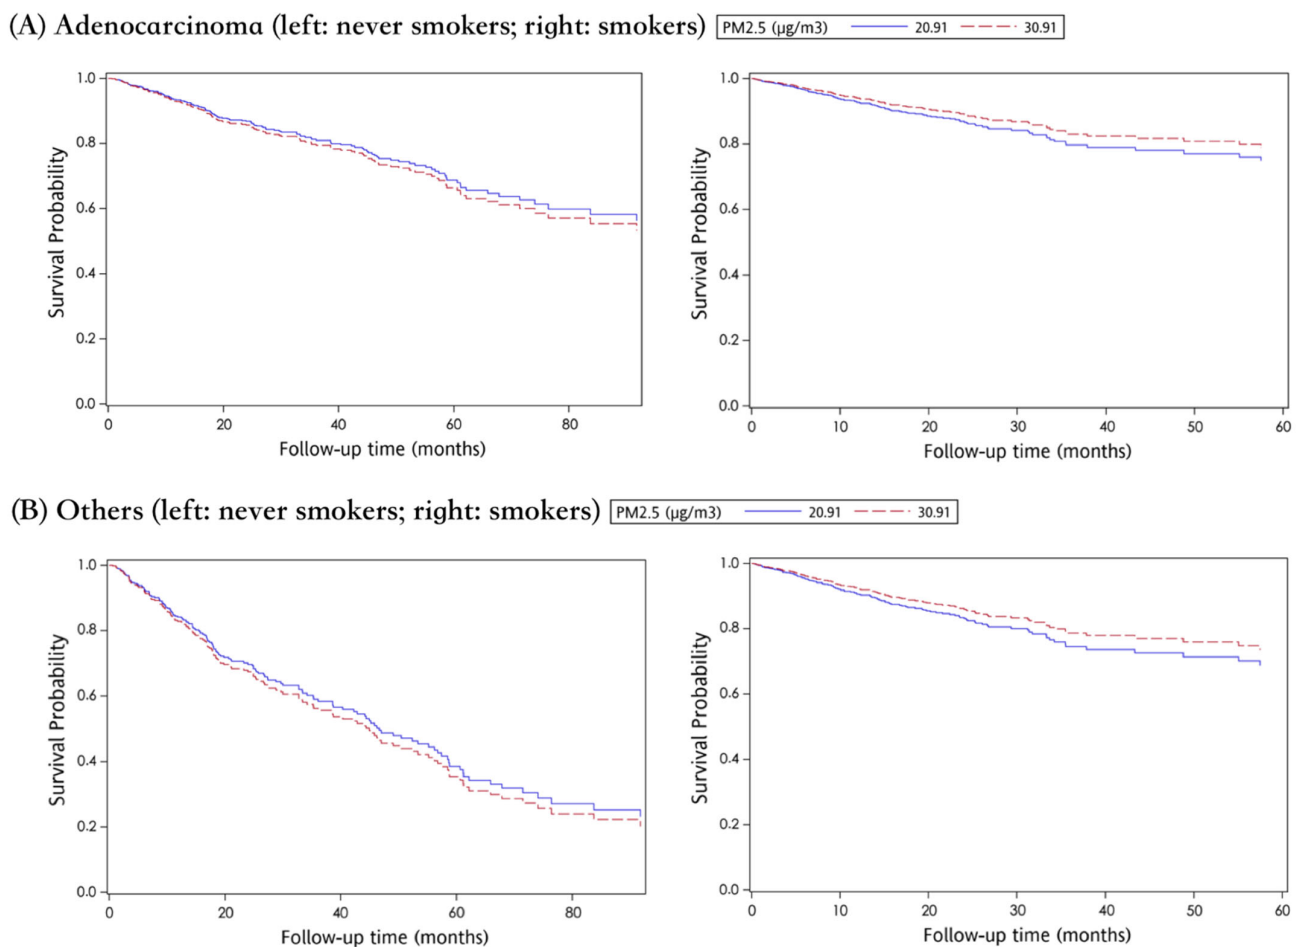 (A) Adenocarcinoma (left: never smokers; right: smokers) PM2.5 (µg/m3) 20.91 30.91
1.0
0.8
0.6
0.4
0.2
0.0
Survival Probability
0 20 40 60 80
Follow-up time (months)
1.0
0.8
0.6
0.4
0.2
0.0
Survival Probability
0 10 20 30 40 50 60
Follow-up time (months)
(B) Others (left: never smokers; right: smokers) PM2.5 (µg/m3) 20.91 30.91
1.0
0.8
0.6
0.4
0.2
0.0
Survival Probability
0 20 40 60 80
Follow-up time (months)
1.0
0.8
0.6
0.4
0.2
0.0
Survival Probability
0 10 20 30 40 50 60
Follow-up time (months)